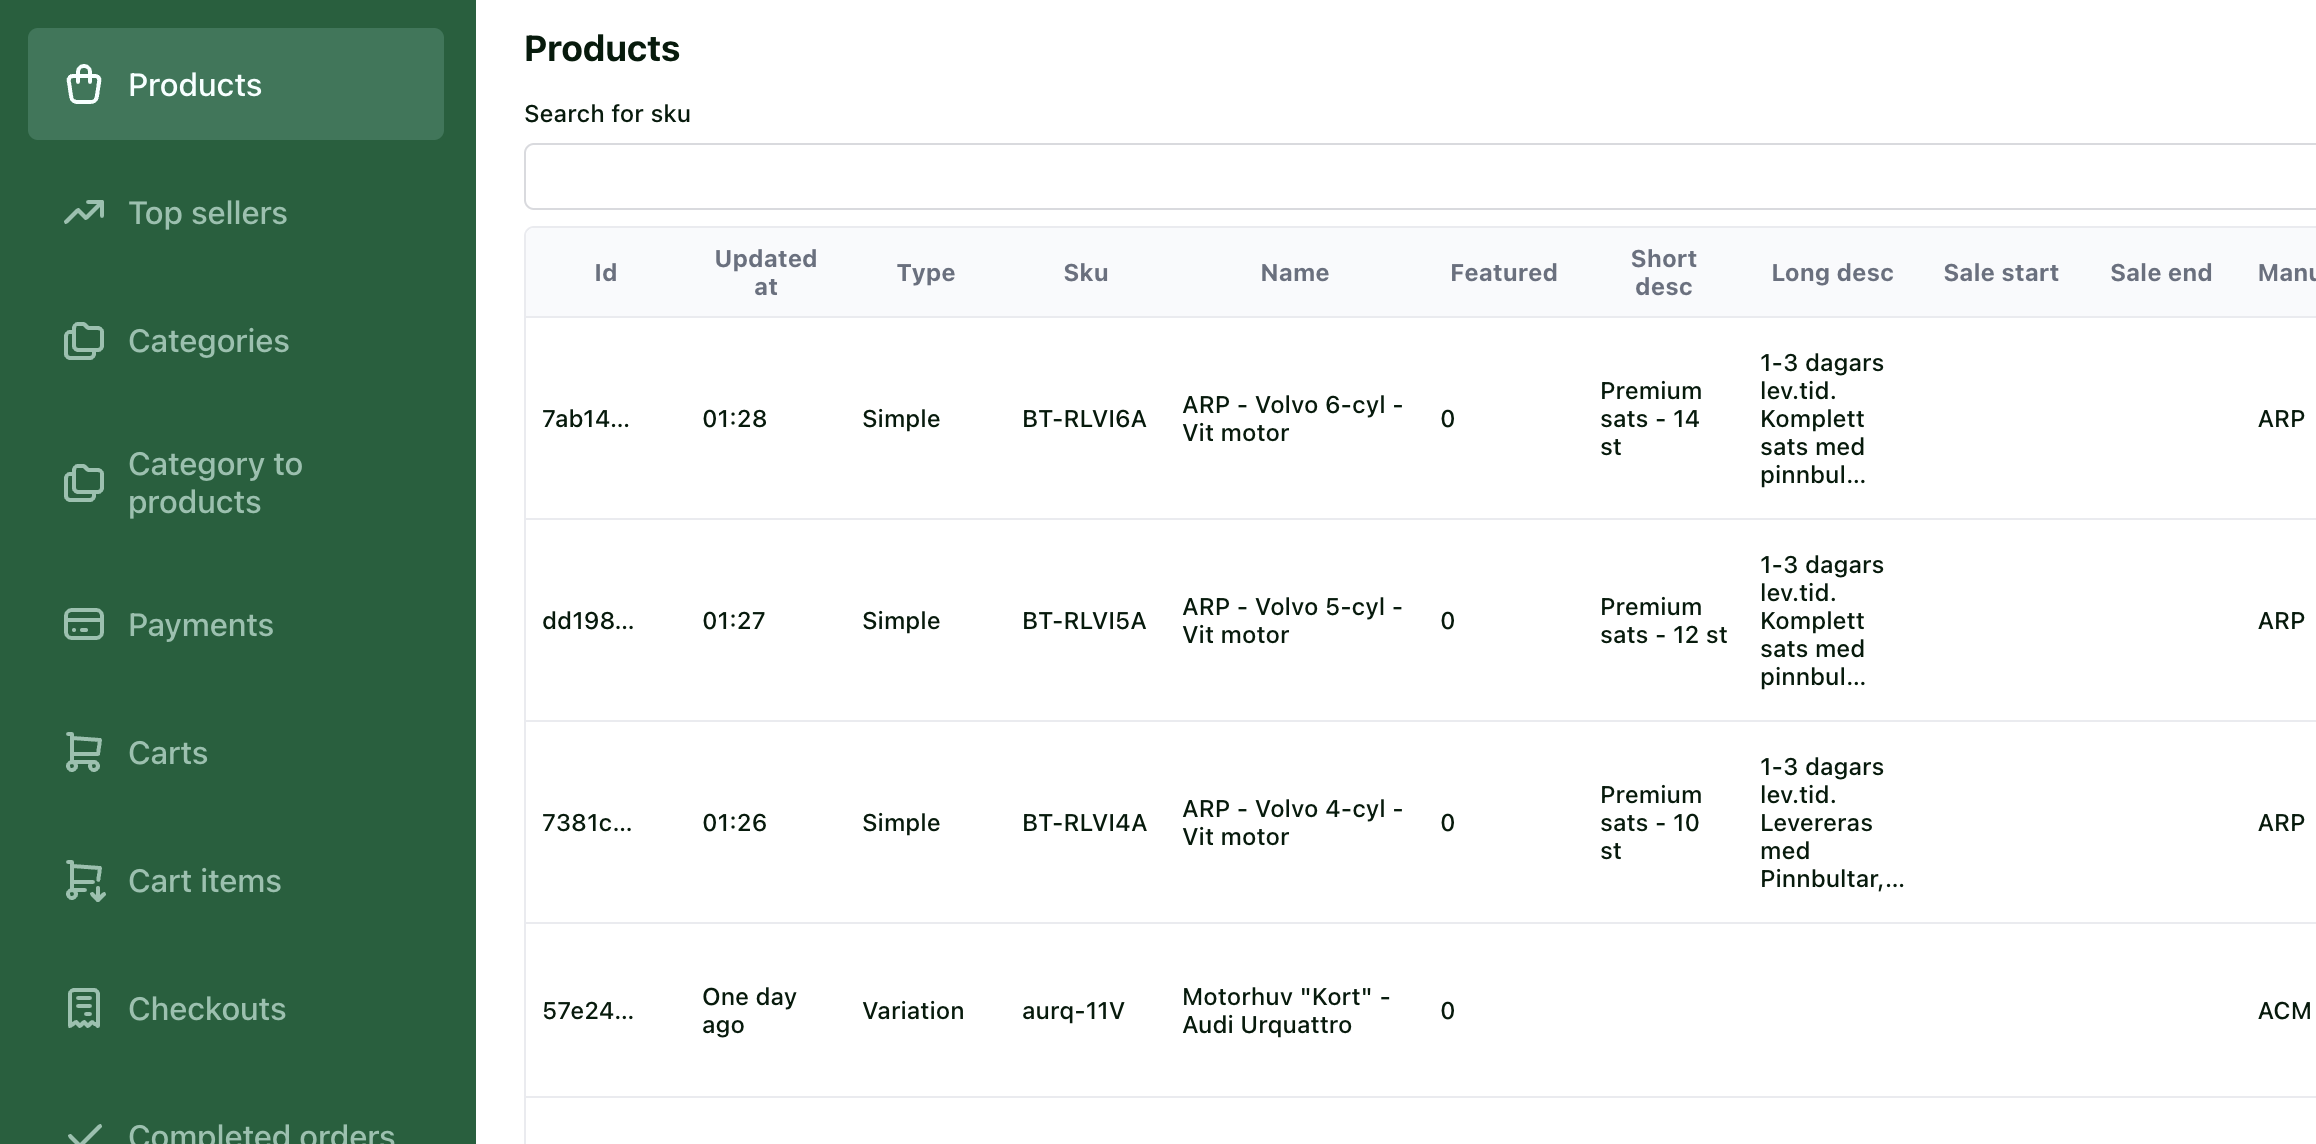 Products
Top sellers
Categories
Category to
products
Payments
Carts
Cart items
Checkouts
Completed orders
Products
Search for sku
Id
Updated
at
Type
Sku
Name
Featured
Short
desc
Long desc
Sale start
Sale end
Manu
7ab14...
01:28
Simple
BT-RLVI6A
ARP - Volvo 6-cyl -
Vit motor
0
Premium
sats - 14
st
1-3 dagars
lev.tid.
Komplett
sats med
pinnbul...
ARP
dd198...
01:27
Simple
BT-RLVI5A
ARP - Volvo 5-cyl -
Vit motor
0
Premium
sats - 12 st
1-3 dagars
lev.tid.
Komplett
sats med
pinnbul...
ARP
7381c...
01:26
Simple
BT-RLVI4A
ARP - Volvo 4-cyl -
Vit motor
0
Premium
sats - 10
st
1-3 dagars
lev.tid.
Levereras
med
Pinnbultar,...
ARP
57e24...
One day
ago
Variation
aurq-11V
Motorhuv "Kort" -
Audi Urquattro
0
ACM